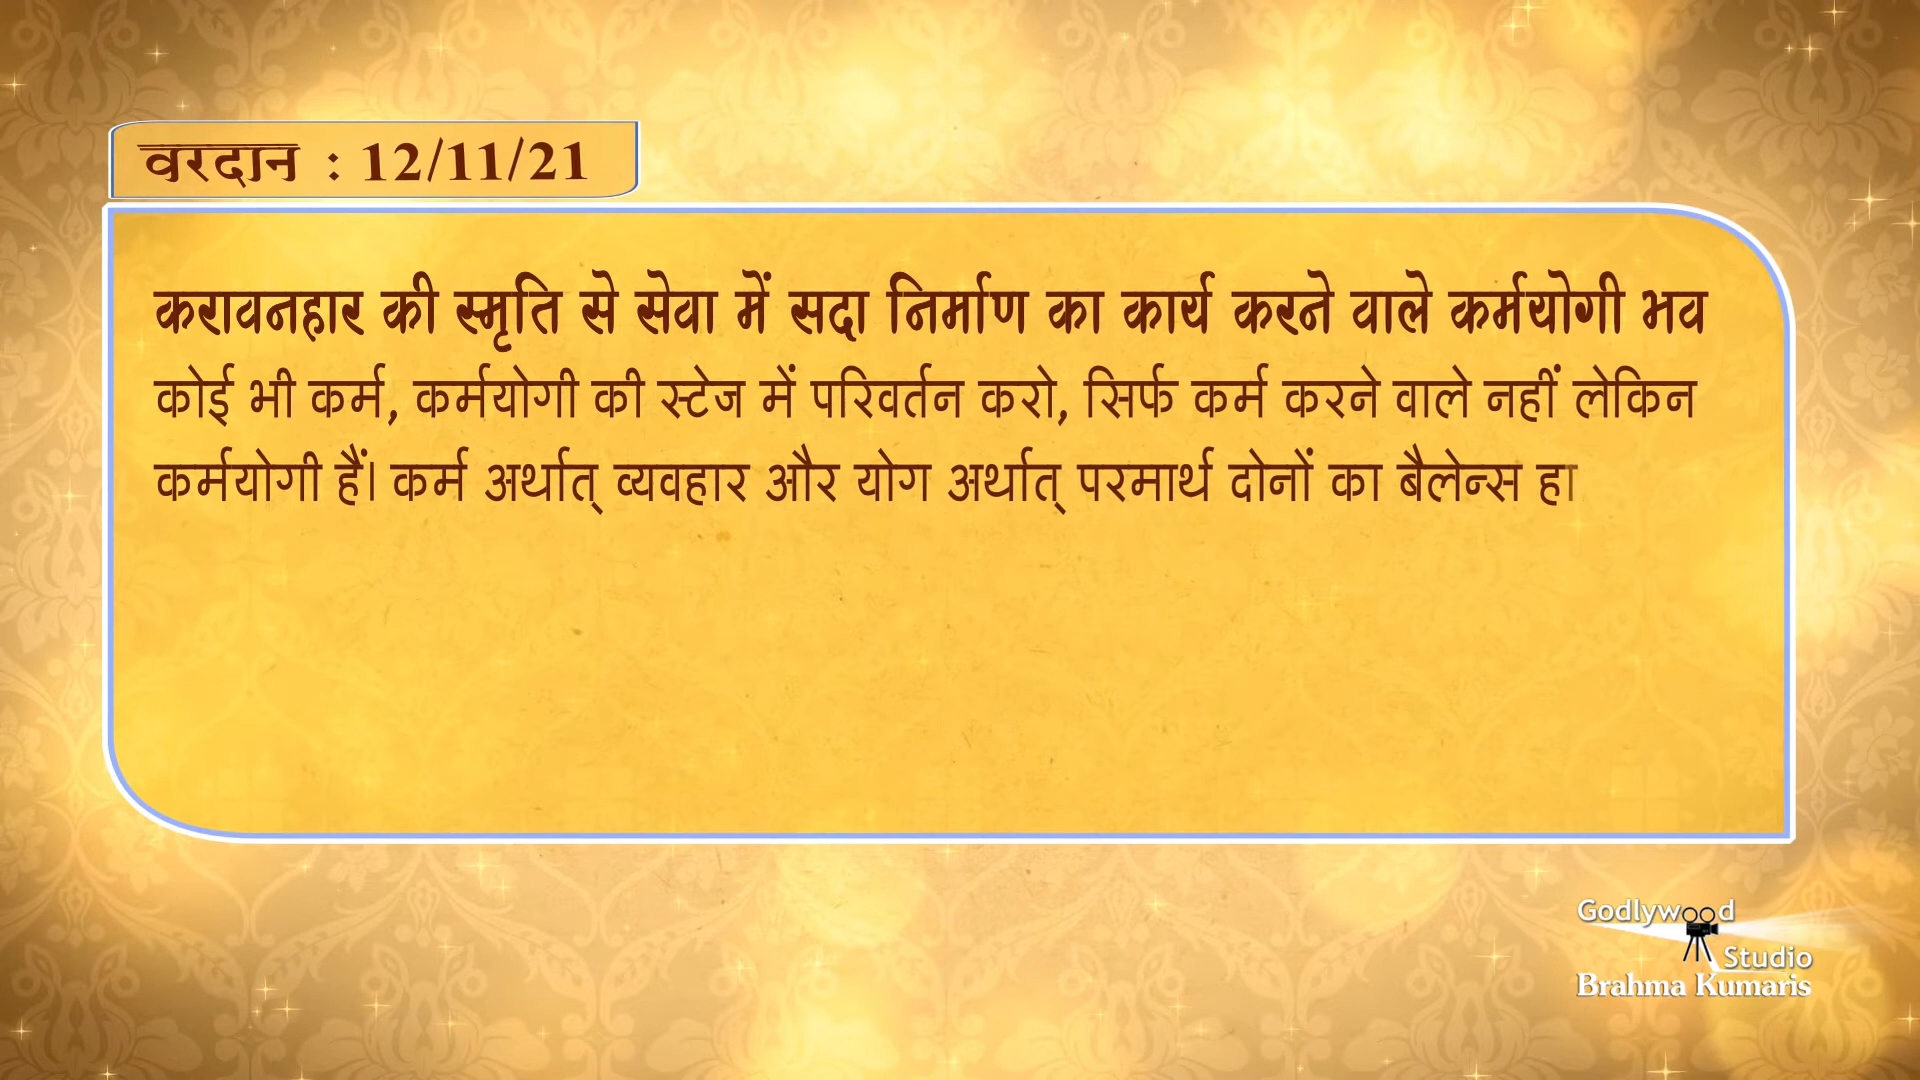 वरदान : 12/11/21
करावनहार की स्मृति से सेवा में सदा निर्माण का कार्य करने वाले कर्मयोगी भव
कोई भी कर्म, कर्मयोगी की स्टेज में परिवर्तन करो, सिर्फ कर्म करने वाले नहीं लेकिन
कर्मयोगी हैं। कर्म अर्थात् व्यवहार और योग अर्थात् परमार्थ दोनों का बैलेन्स हा
Godlywood
Studio
Brahma Kumaris